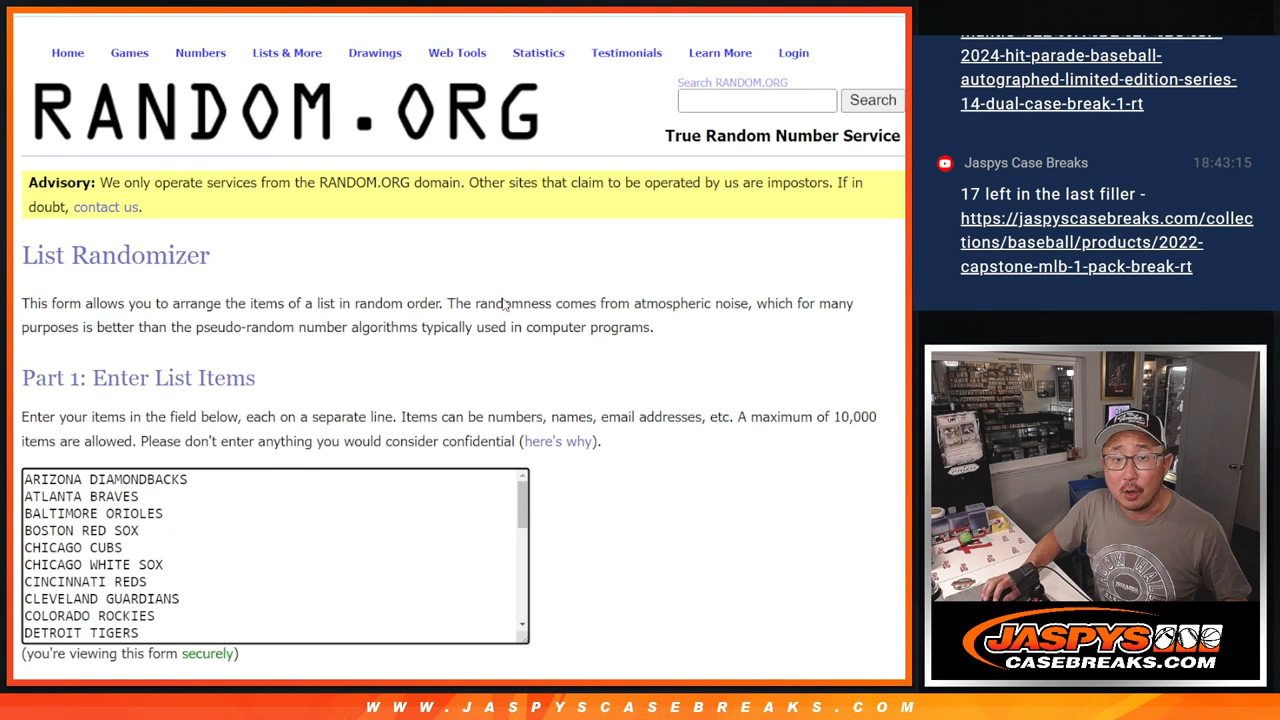 Home Games Numbers Lists & More Drawings Web Tools Statistics Testimonials Learn More Login
Search RANDOM.ORG
Search
RANDOM.ORG
True Random Number Service
Advisory: We only operate services from the RANDOM.ORG domain. Other sites that claim to be operated by us are impostors. If in
doubt, contact us.
List Randomizer
This form allows you to arrange the items of a list in random order. The randomness comes from atmospheric noise, which for many
purposes is better than the pseudo-random number algorithms typically used in computer programs.
Part 1: Enter List Items
Enter your items in the field below, each on a separate line. Items can be numbers, names, email addresses, etc. A maximum of 10,000
items are allowed. Please don't enter anything you would consider confidential (here's why).
ARIZONA DIAMONDBACKS
ATLANTA BRAVES
BALTIMORE ORIOLES
BOSTON RED SOX
CHICAGO CUBS
CHICAGO WHITE SOX
CINCINNATI REDS
CLEVELAND GUARDIANS
COLORADO ROCKIES
DETROIT TIGERS
(you're viewing this form securely)
2024-hit-parade-baseball-
autographed-limited-edition-series-
14-dual-case-break-1-rt
Jaspys Case Breaks 18:43:15
17 left in the last filler -
https://jaspyscasebreaks.com/collec
tions/baseball/products/2022-
capstone-mlb-1-pack-break-rt
JASPYS
CASEBREAKS.COM
WWW.JASPYSCASEBREAKS.COM